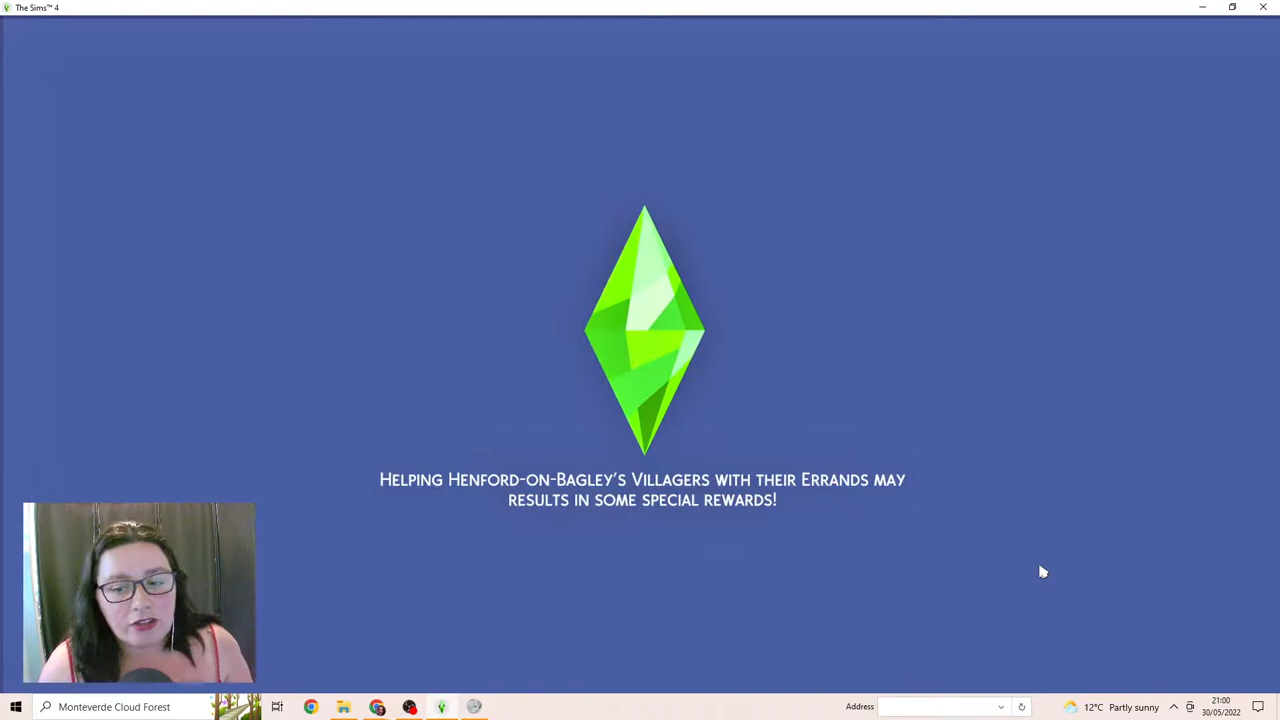 The Sims™ 4
Helping Henford-on-Bagley's Villagers with their Errands may
results in some special rewards!
Monteverde Cloud Forest
Address
12°C Partly sunny
21:00
30/05/2022